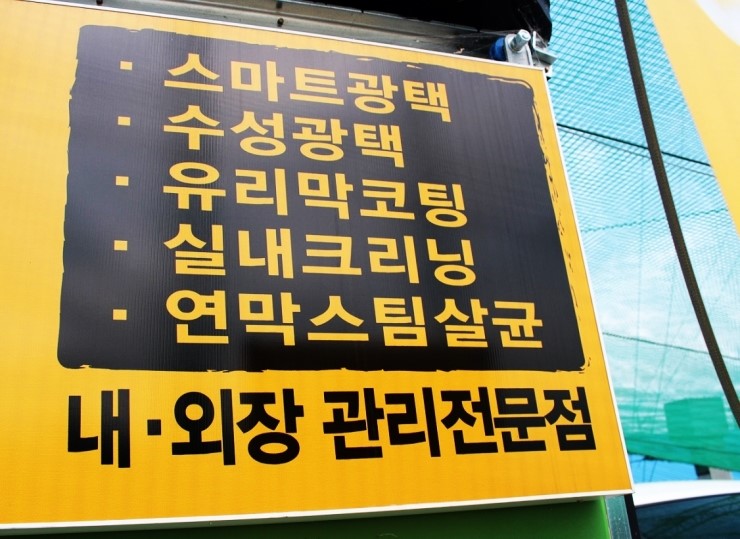 · 스마트광택
· 수성광택
· 유리막코팅
· 실내크리닝
· 연막스팀살균
내·외장 관리전문점